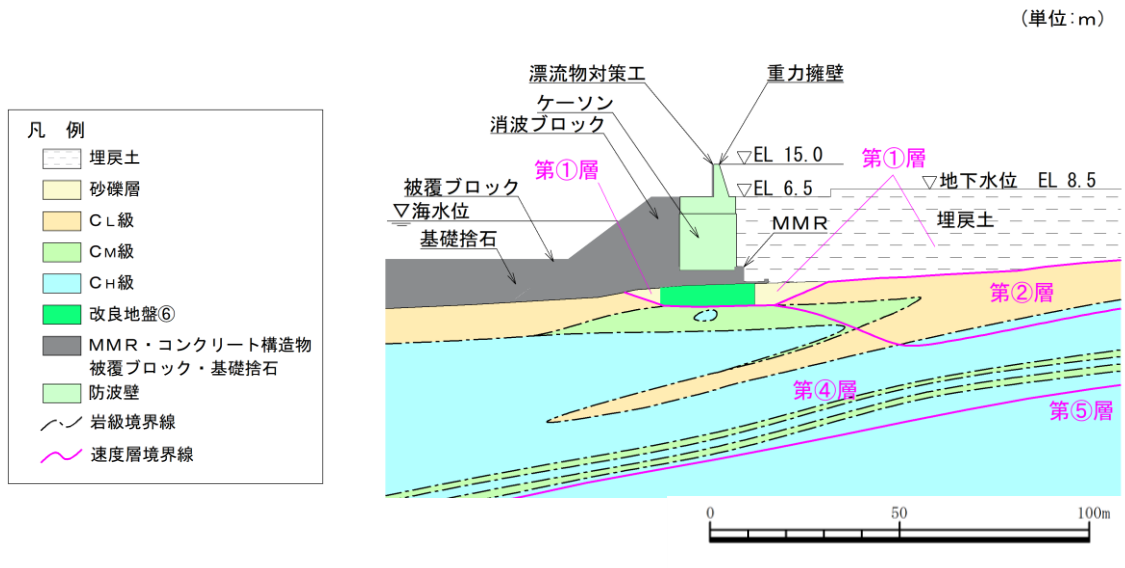 (単位:m)
漂流物対策工
重力擁壁
ケーソン
消波ブロック
▽EL 15.0
第①層
第①層
被覆ブロック
▽EL 6.5
▽地下水位 EL 8.5
▽海水位
埋戻土
MMR
基礎捨石
第②層
第④層
第⑤層
凡 例
埋戻土
砂礫層
CL級
CM級
CH級
改良地盤⑥
MMR・コンクリート構造物
被覆ブロック・基礎捨石
防波壁
岩級境界線
速度層境界線
0 50 100m